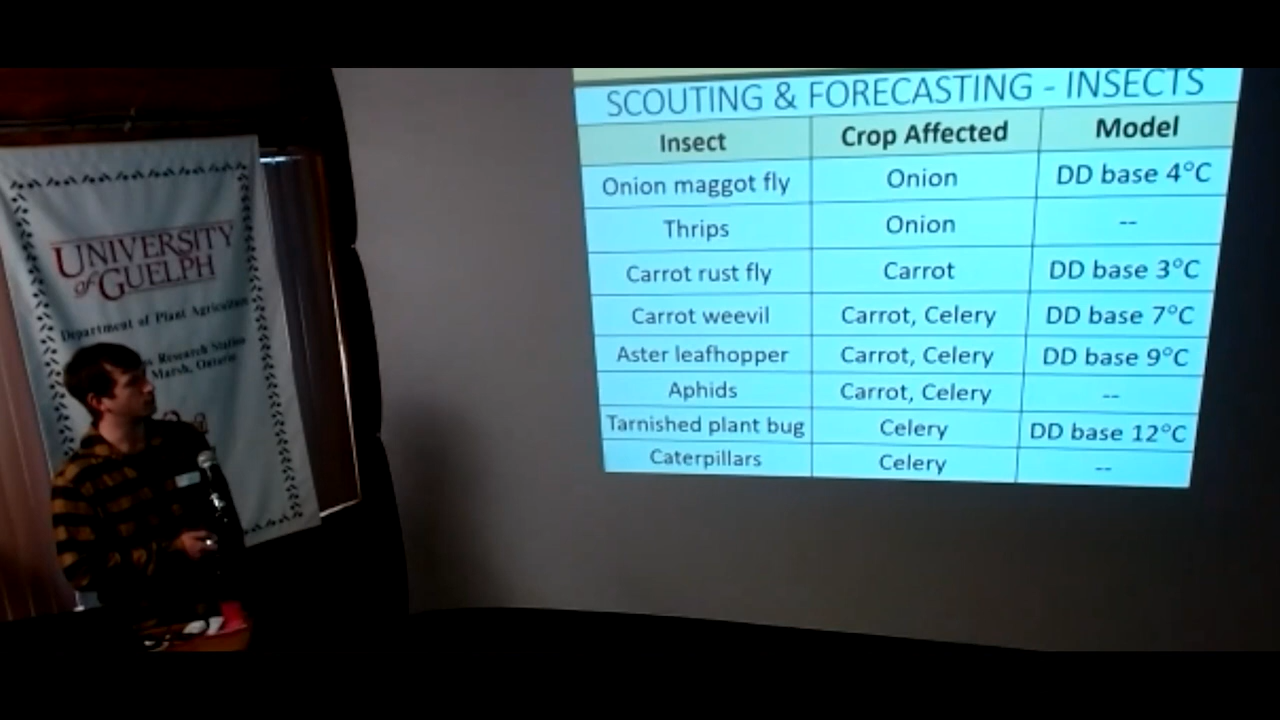 SCOUTING & FORECASTING - INSECTS
Insect Crop Affected Model
Onion maggot fly Onion DD base 4°C
Thrips Onion --
Carrot rust fly Carrot DD base 3°C
Carrot weevil Carrot, Celery DD base 7°C
Aster leafhopper Carrot, Celery DD base 9°C
Aphids Carrot, Celery --
Tarnished plant bug Celery DD base 12°C
Caterpillars Celery --
UNIVERSITY
of GUELPH
Department of Plant Agriculture
Research Station
Marsh, Ontario